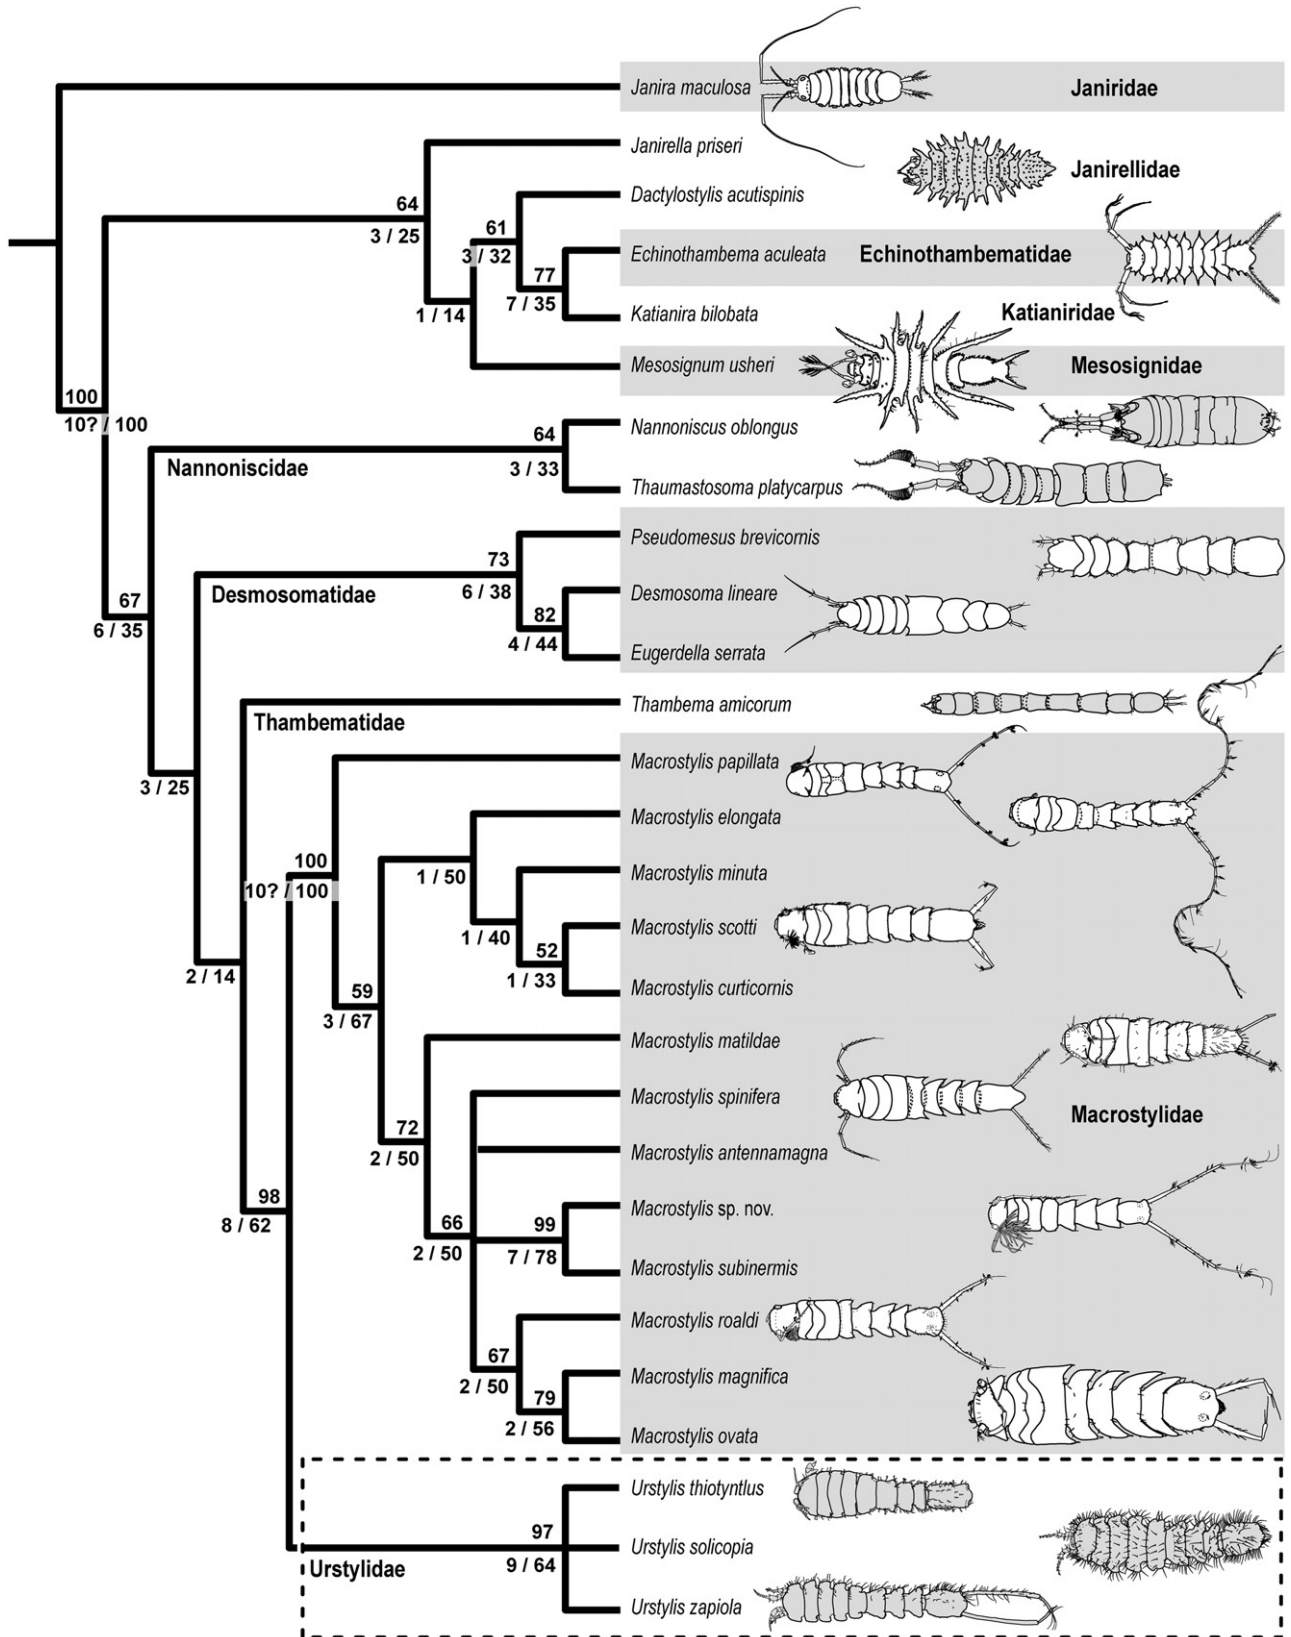 Janira maculosa
Janiridae
Janirella priseri
Janirellidae
64
3 / 25
Dactylostylis acutispinis
61
3 / 32
Echinothambema aculeata
Echinothambematidae
77
7 / 35
1 / 14
Katianira bilobata
Katianiridae
Mesosignum usheri
Mesosignidae
100
10? / 100
Nannoniscus oblongus
64
3 / 33
Nannoniscidae
Thaumastosoma platycarpus
Pseudomesus brevicornis
73
6 / 38
Desmosomatidae
Desmosoma lineare
67
6 / 35
82
4 / 44
Eugerdella serrata
Thambema amicorum
Thambematidae
Macrostylis papillata
3 / 25
Macrostylis elongata
100
10? / 100
1 / 50
Macrostylis minuta
Macrostylis scotti
1 / 40
52
1 / 33
2 / 14
Macrostylis curticornis
59
3 / 67
Macrostylis matildae
Macrostylis spinifera
Macrostylidae
72
2 / 50
Macrostylis antennamagna
98
8 / 62
Macrostylis sp. nov.
66
2 / 50
99
7 / 78
Macrostylis subinermis
Macrostylis roaldi
67
2 / 50
Macrostylis magnifica
79
2 / 56
Macrostylis ovata
Urstylis thiotyntlus
97
9 / 64
Urstylis solicopia
Urstylidae
Urstylis zapiola